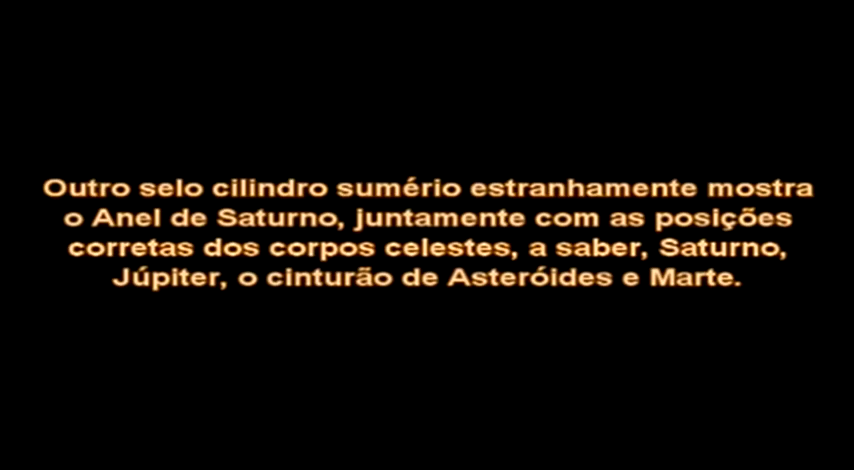 Outro selo cilindro sumério estranhamente mostra
o Anel de Saturno, juntamente com as posições
corretas dos corpos celestes, a saber, Saturno,
Júpiter, o cinturão de Asteróides e Marte.